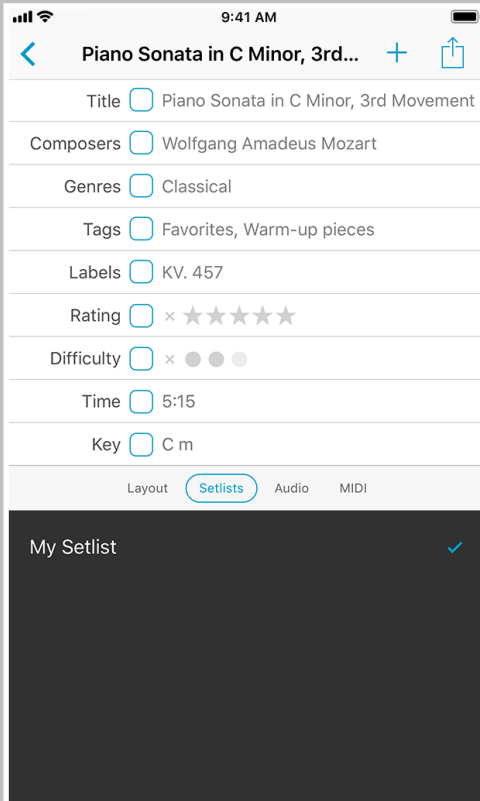 9:41 AM
Piano Sonata in C Minor, 3rd...
Title Piano Sonata in C Minor, 3rd Movement
Composers Wolfgang Amadeus Mozart
Genres Classical
Tags Favorites, Warm-up pieces
Labels KV. 457
Rating
Difficulty
Time 5:15
Key C m
Layout Setlists Audio MIDI
My Setlist